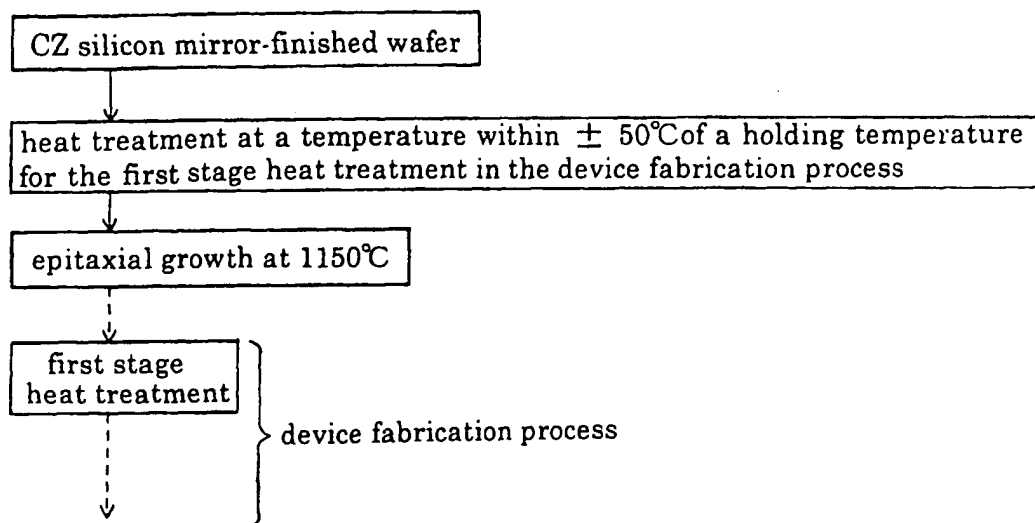 CZ silicon mirror-finished wafer
heat treatment at a temperature within ± 50℃of a holding temperature
for the first stage heat treatment in the device fabrication process
epitaxial growth at 1150℃
first stage
heat treatment
device fabrication process